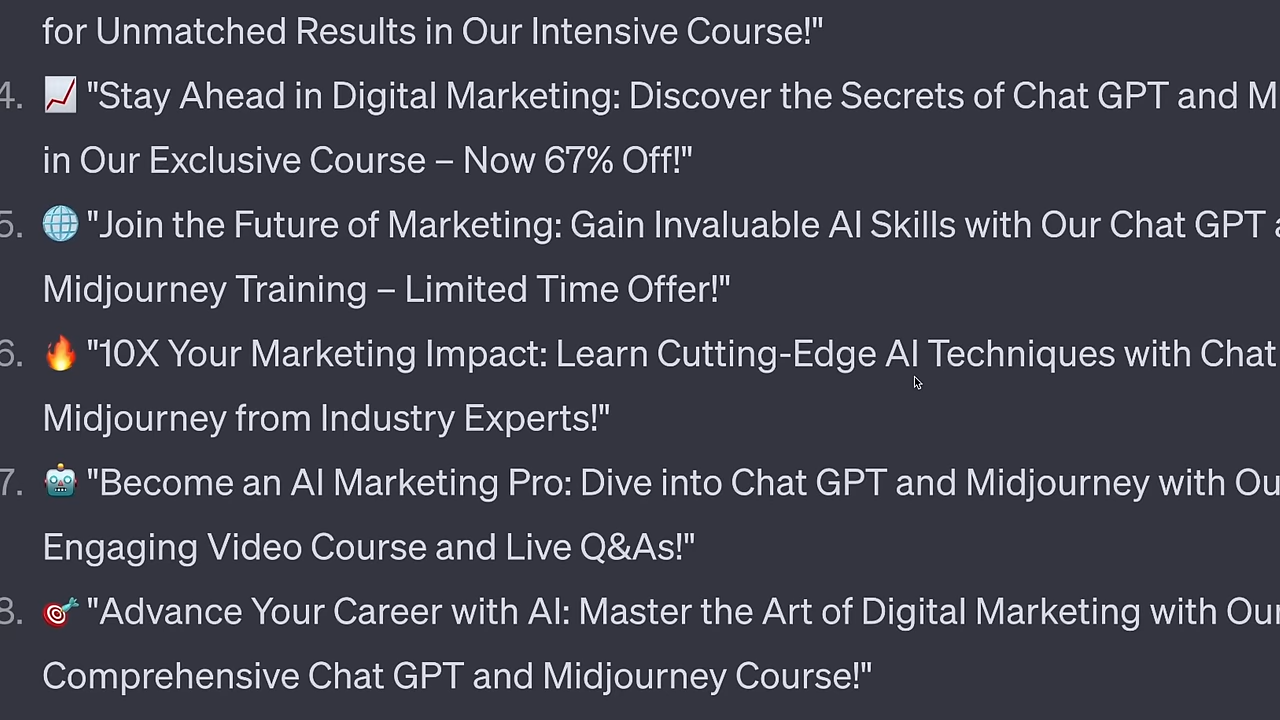 for Unmatched Results in Our Intensive Course!"
4. 📈 "Stay Ahead in Digital Marketing: Discover the Secrets of Chat GPT and M
in Our Exclusive Course – Now 67% Off!"
5. 🌐 "Join the Future of Marketing: Gain Invaluable AI Skills with Our Chat GPT
Midjourney Training – Limited Time Offer!"
6. 🔥 "10X Your Marketing Impact: Learn Cutting-Edge AI Techniques with Chat
Midjourney from Industry Experts!"
7. 🤖 "Become an AI Marketing Pro: Dive into Chat GPT and Midjourney with Ou
Engaging Video Course and Live Q&As!"
8. 🎯 "Advance Your Career with AI: Master the Art of Digital Marketing with Our
Comprehensive Chat GPT and Midjourney Course!"